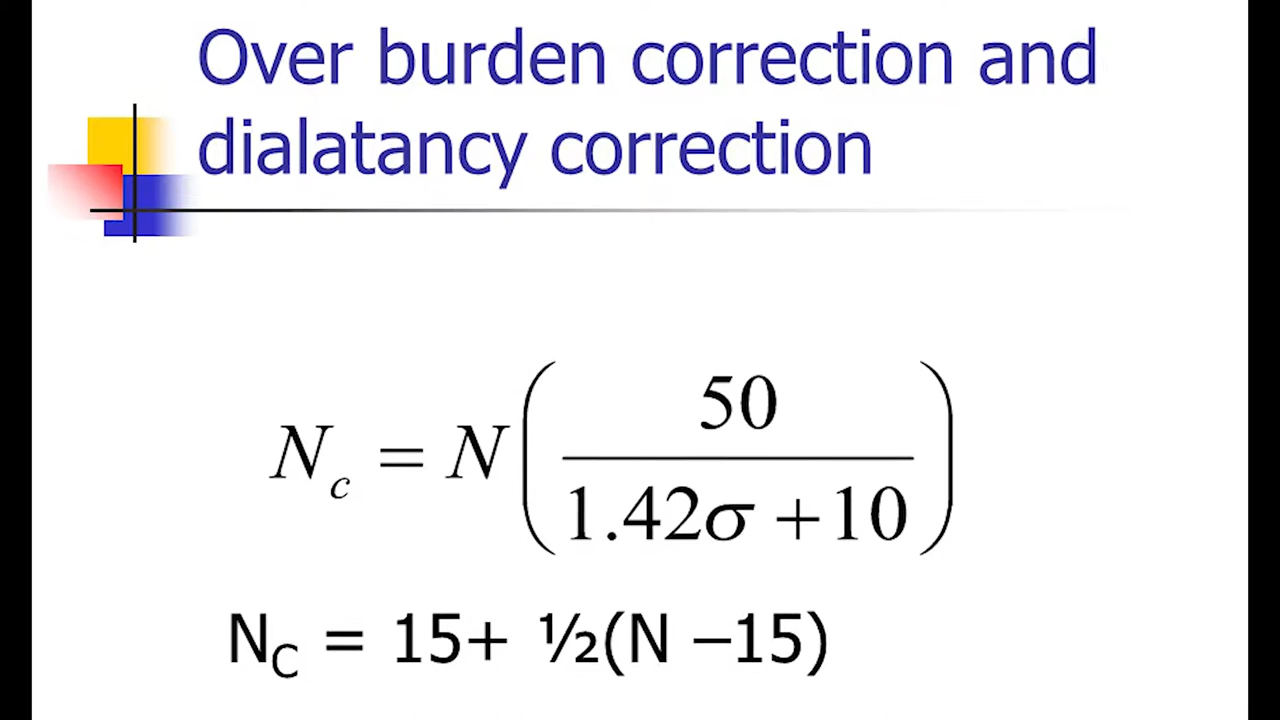 Over burden correction and
dialatancy correction
N_c = N(50 / (1.42σ + 10))
N_C = 15+ ½(N –15)